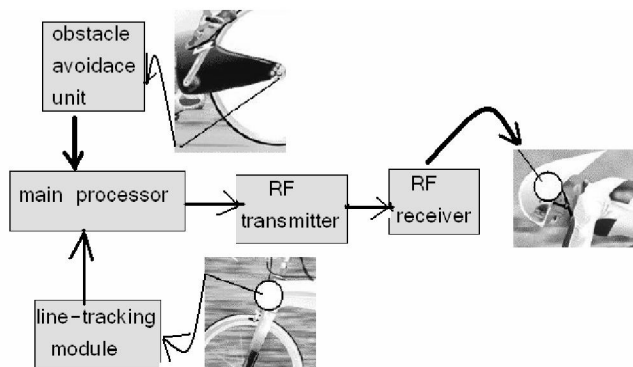 obstacle
avoidace
unit
main processor
RF
transmitter
RF
receiver
line-tracking
module